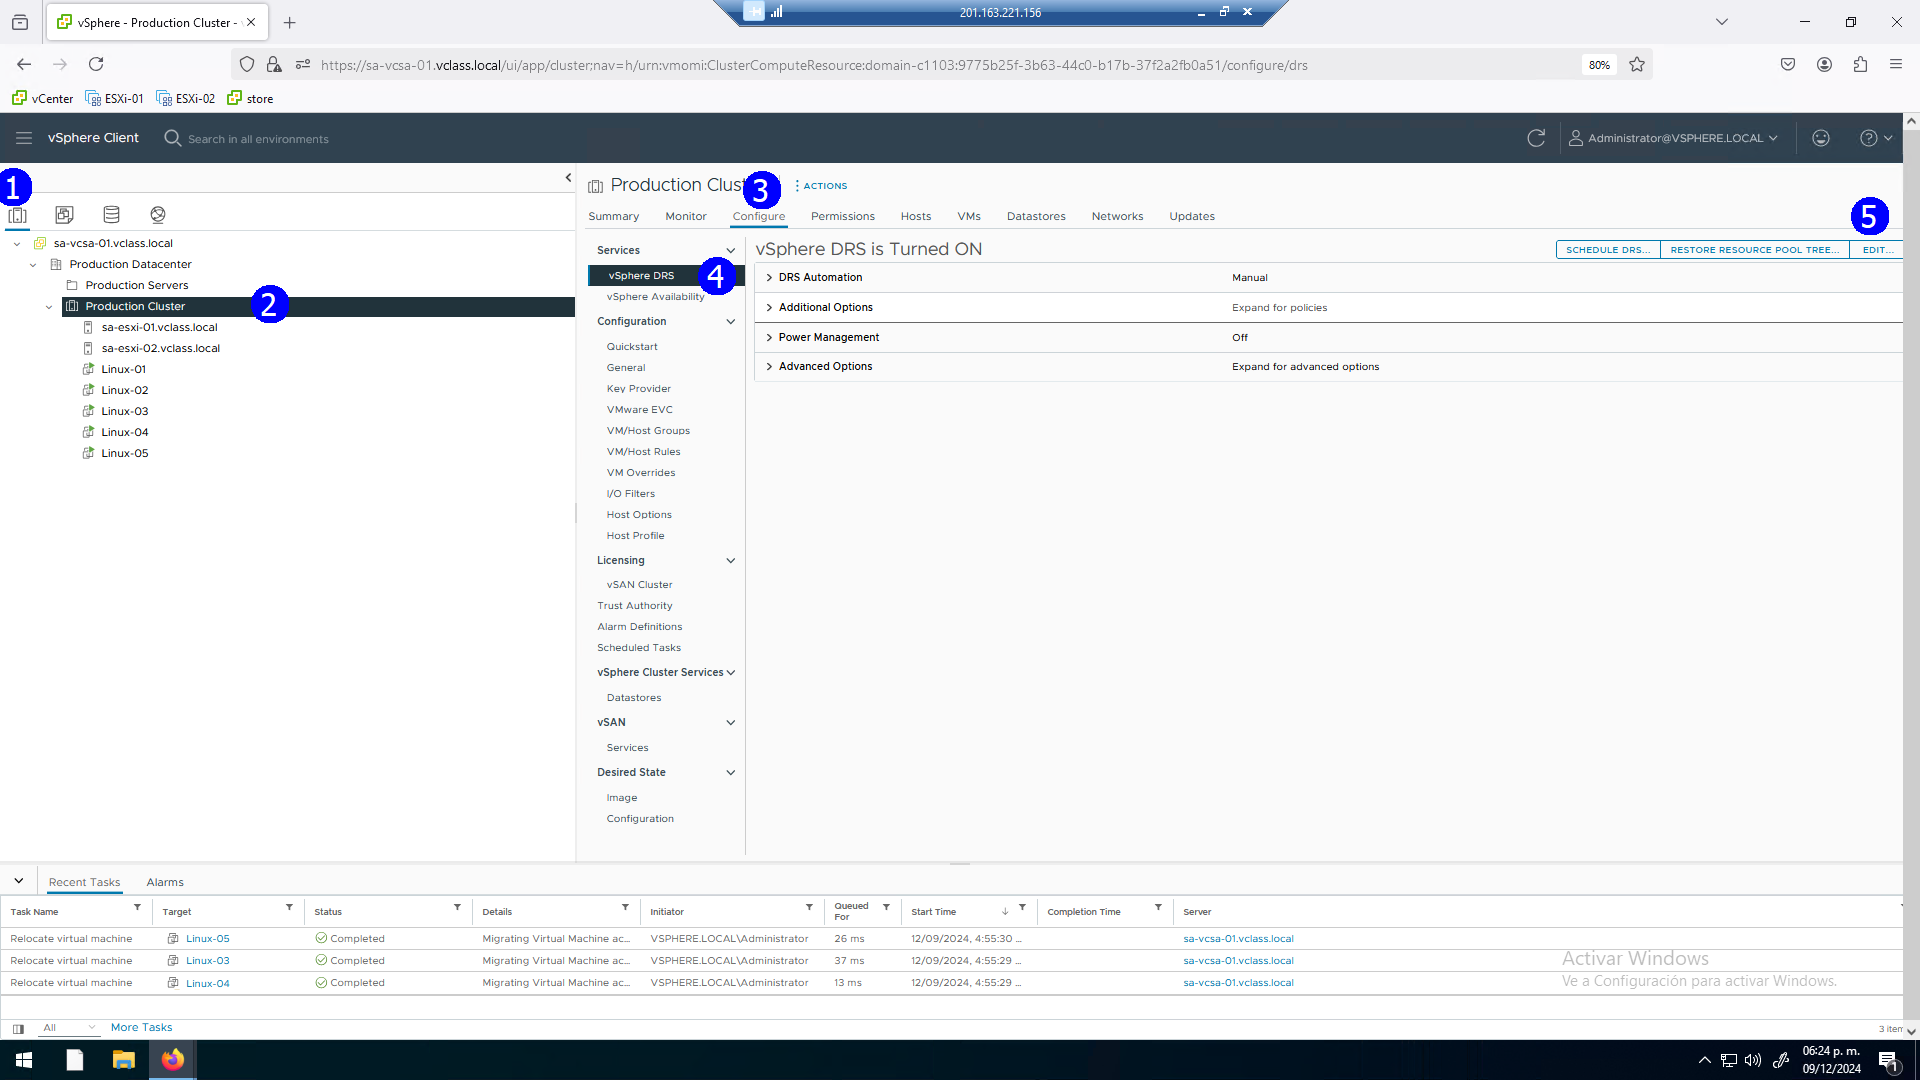 201.163.221.156
vSphere - Production Cluster -
https://sa-vcsa-01.vclass.local/ui/app/cluster;nav=h/urn:vmomi:ClusterComputeResource:domain-c1103:9775b25f-3b63-44c0-b17b-37f2a2fb0a51/configure/drs
80%
vCenter ESXi-01 ESXi-02 store
vSphere Client Search in all environments Administrator@VSPHERE.LOCAL
1
sa-vcsa-01.vclass.local
Production Datacenter
Production Servers
Production Cluster 2
sa-esxi-01.vclass.local
sa-esxi-02.vclass.local
Linux-01
Linux-02
Linux-03
Linux-04
Linux-05
Production Clus 3 ACTIONS
Summary Monitor Configure Permissions Hosts VMs Datastores Networks Updates 5
Services
vSphere DRS 4
vSphere Availability
Configuration
Quickstart
General
Key Provider
VMware EVC
VM/Host Groups
VM/Host Rules
VM Overrides
I/O Filters
Host Options
Host Profile
Licensing
vSAN Cluster
Trust Authority
Alarm Definitions
Scheduled Tasks
vSphere Cluster Services
Datastores
vSAN
Services
Desired State
Image
Configuration
vSphere DRS is Turned ON SCHEDULE DRS... RESTORE RESOURCE POOL TREE... EDIT...
DRS Automation Manual
Additional Options Expand for policies
Power Management Off
Advanced Options Expand for advanced options
Recent Tasks Alarms
Task Name Target Status Details Initiator Queued For Start Time Completion Time Server
Relocate virtual machine Linux-05 Completed Migrating Virtual Machine ac... VSPHERE.LOCAL\Administrator 26 ms 12/09/2024, 4:55:30 ... sa-vcsa-01.vclass.local
Relocate virtual machine Linux-03 Completed Migrating Virtual Machine ac... VSPHERE.LOCAL\Administrator 37 ms 12/09/2024, 4:55:29 ... sa-vcsa-01.vclass.local
Relocate virtual machine Linux-04 Completed Migrating Virtual Machine ac... VSPHERE.LOCAL\Administrator 13 ms 12/09/2024, 4:55:29 ... sa-vcsa-01.vclass.local
Activar Windows
Ve a Configuración para activar Windows.
All More Tasks 3 item
06:24 p. m.
09/12/2024
1